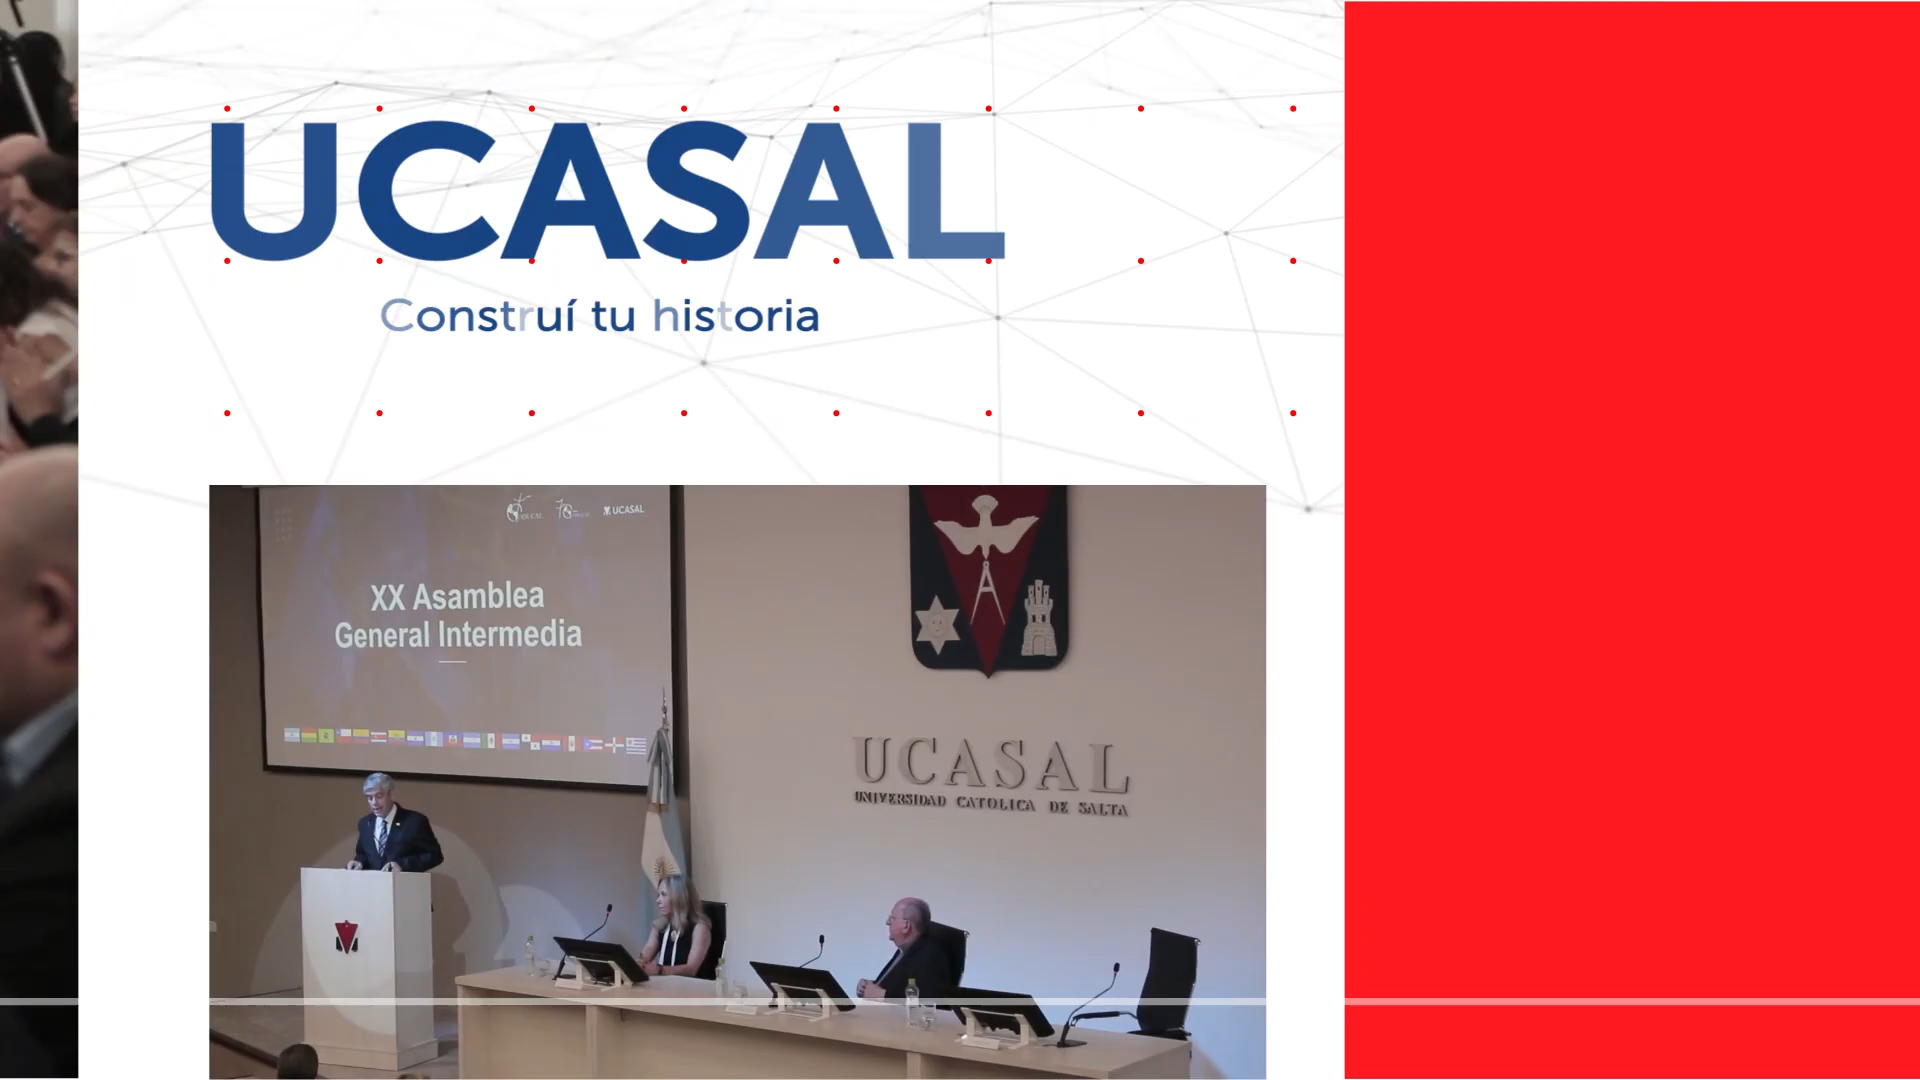 UCASAL
Construí tu historia
UCASAL
XX Asamblea
General Intermedia
UCASAL
UNIVERSIDAD CATOLICA DE SALTA